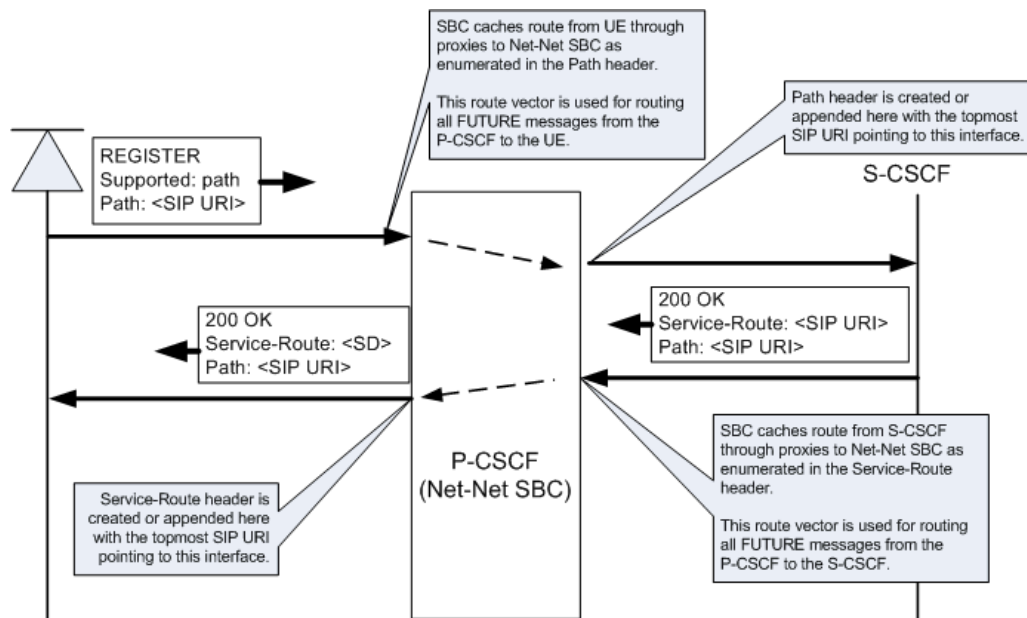 SBC caches route from UE through
proxies to Net-Net SBC as
enumerated in the Path header.
This route vector is used for routing
all FUTURE messages from the
P-CSCF to the UE.
Path header is created or
appended here with the topmost
SIP URI pointing to this interface.
REGISTER
Supported: path
Path: <SIP URI>
S-CSCF
200 OK
Service-Route: <SD>
Path: <SIP URI>
200 OK
Service-Route: <SIP URI>
Path: <SIP URI>
P-CSCF
(Net-Net SBC)
Service-Route header is
created or appended here
with the topmost SIP URI
pointing to this interface.
SBC caches route from S-CSCF
through proxies to Net-Net SBC as
enumerated in the Service-Route
header.
This route vector is used for routing
all FUTURE messages from the
P-CSCF to the S-CSCF.